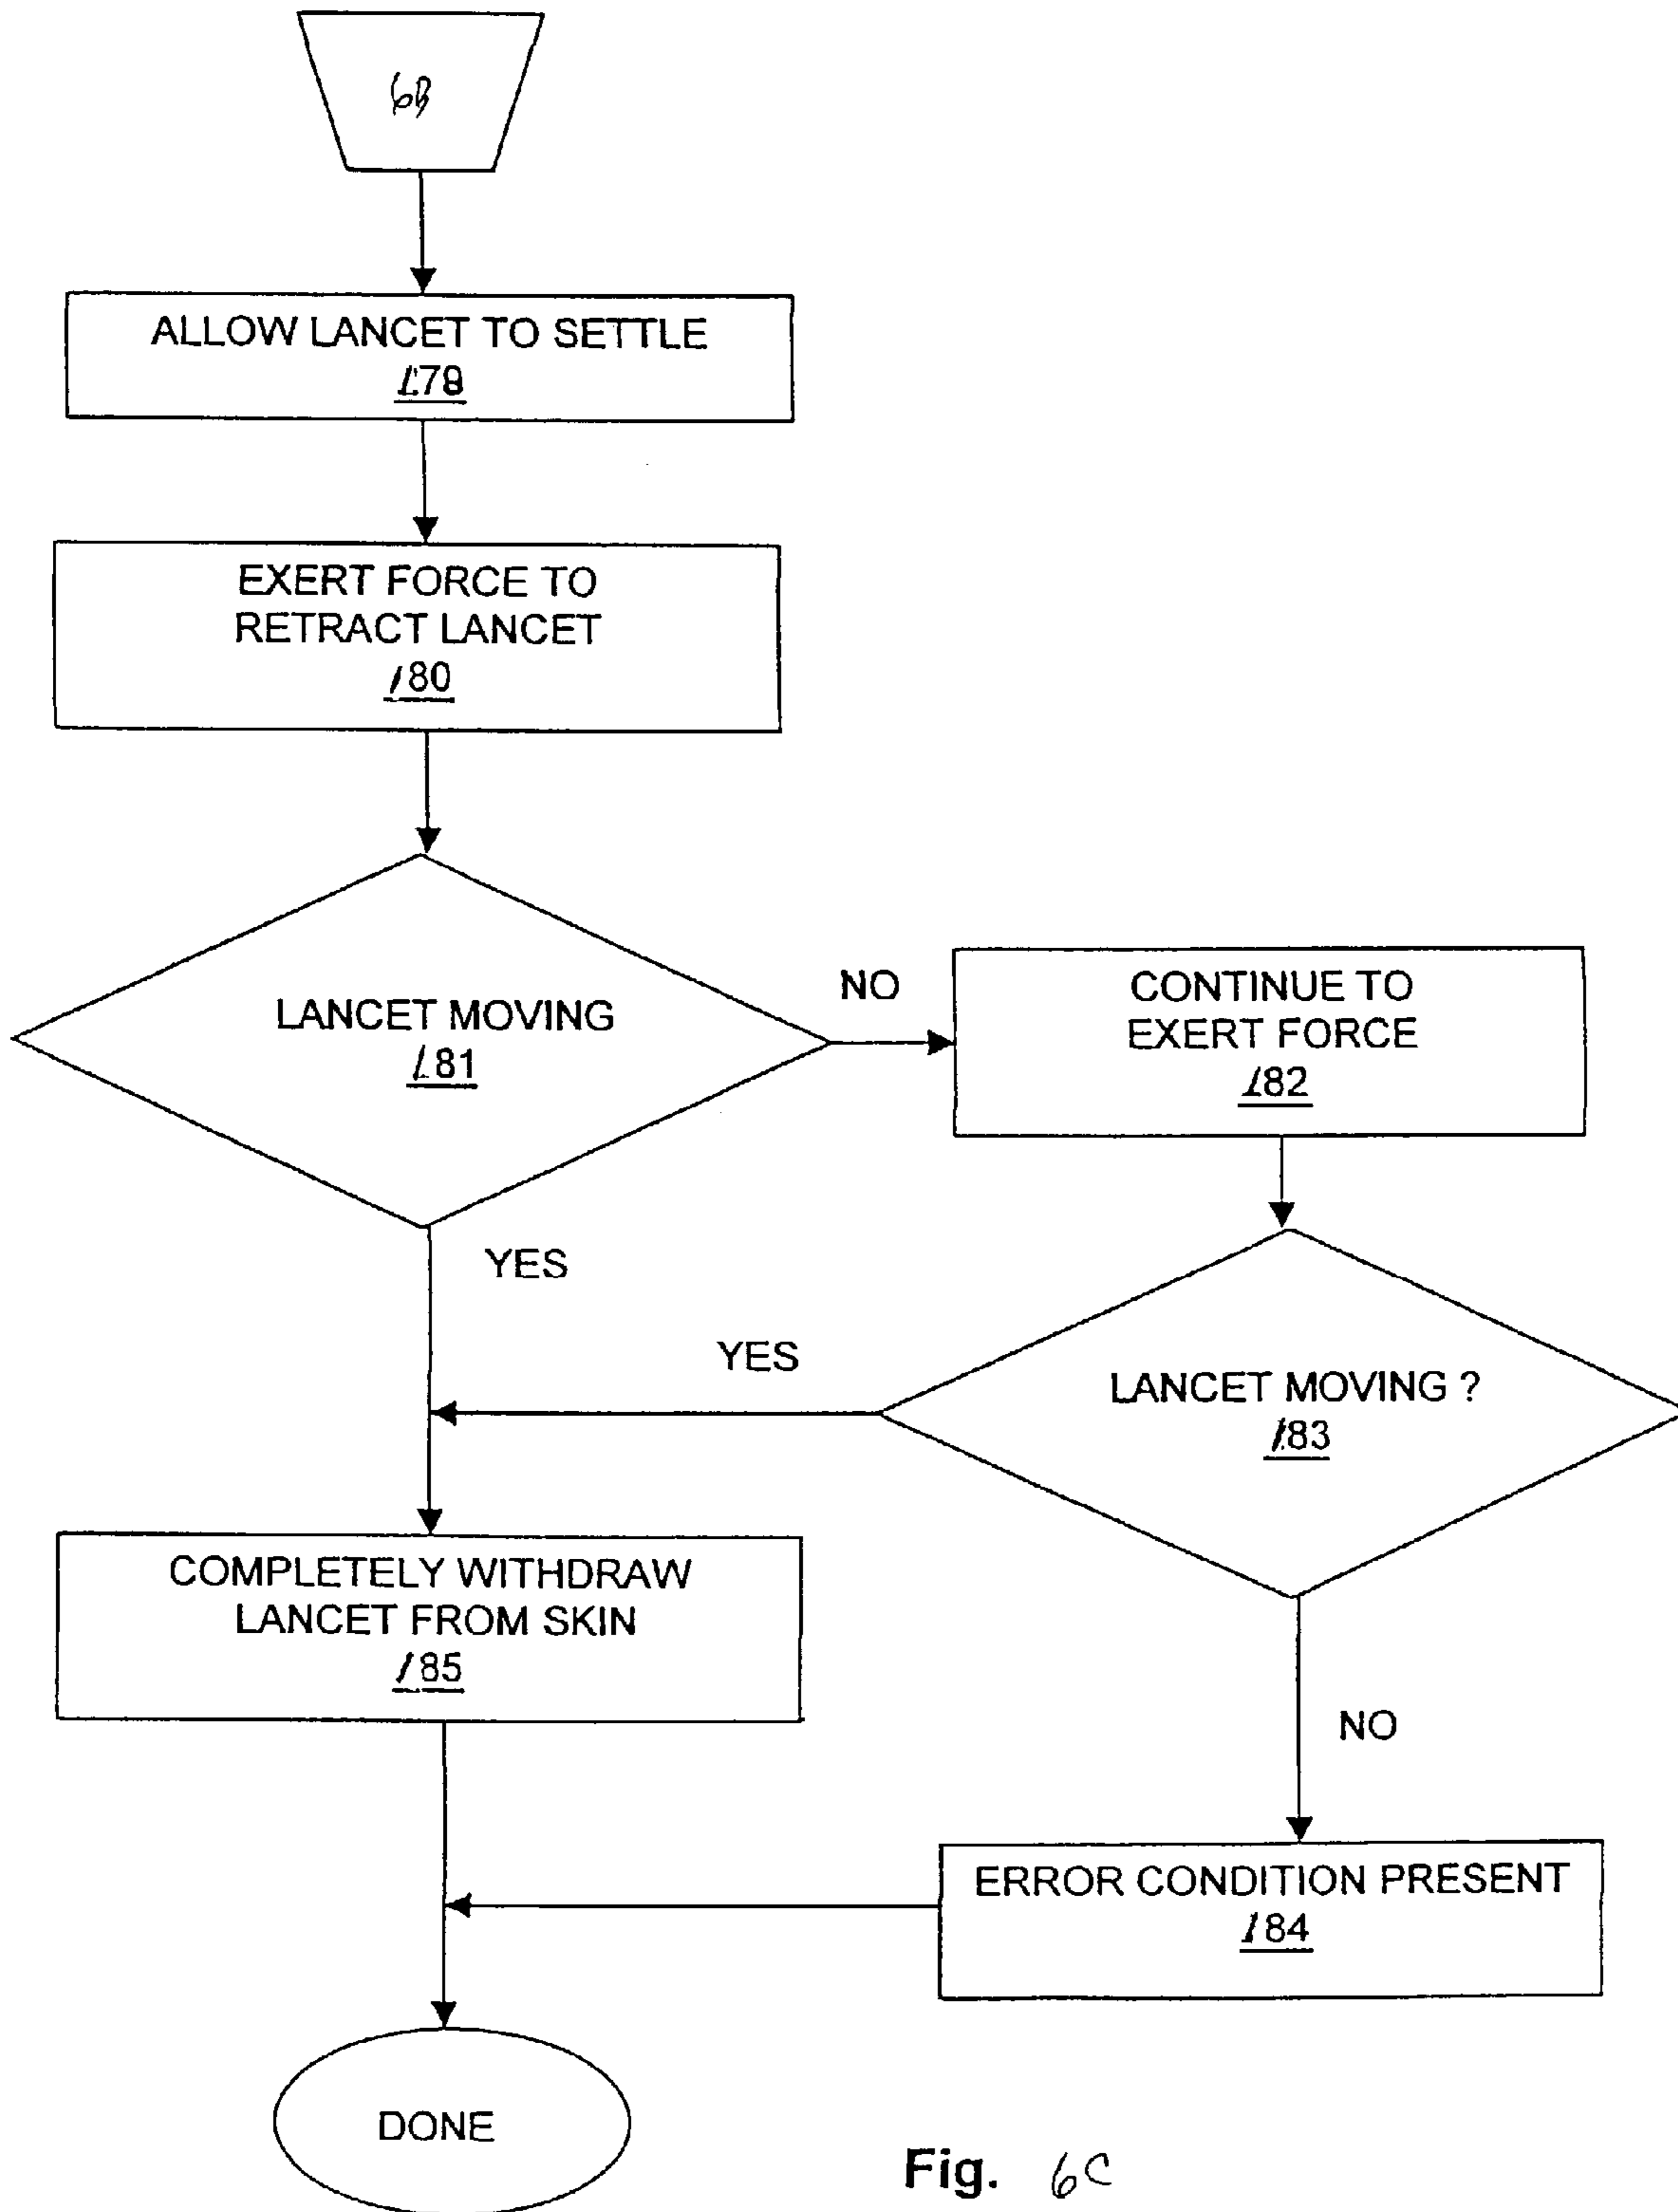 6B
ALLOW LANCET TO SETTLE
179
EXERT FORCE TO
RETRACT LANCET
180
LANCET MOVING
181
NO
CONTINUE TO
EXERT FORCE
182
YES
YES
LANCET MOVING ?
183
COMPLETELY WITHDRAW
LANCET FROM SKIN
185
NO
ERROR CONDITION PRESENT
184
DONE
Fig. 6C